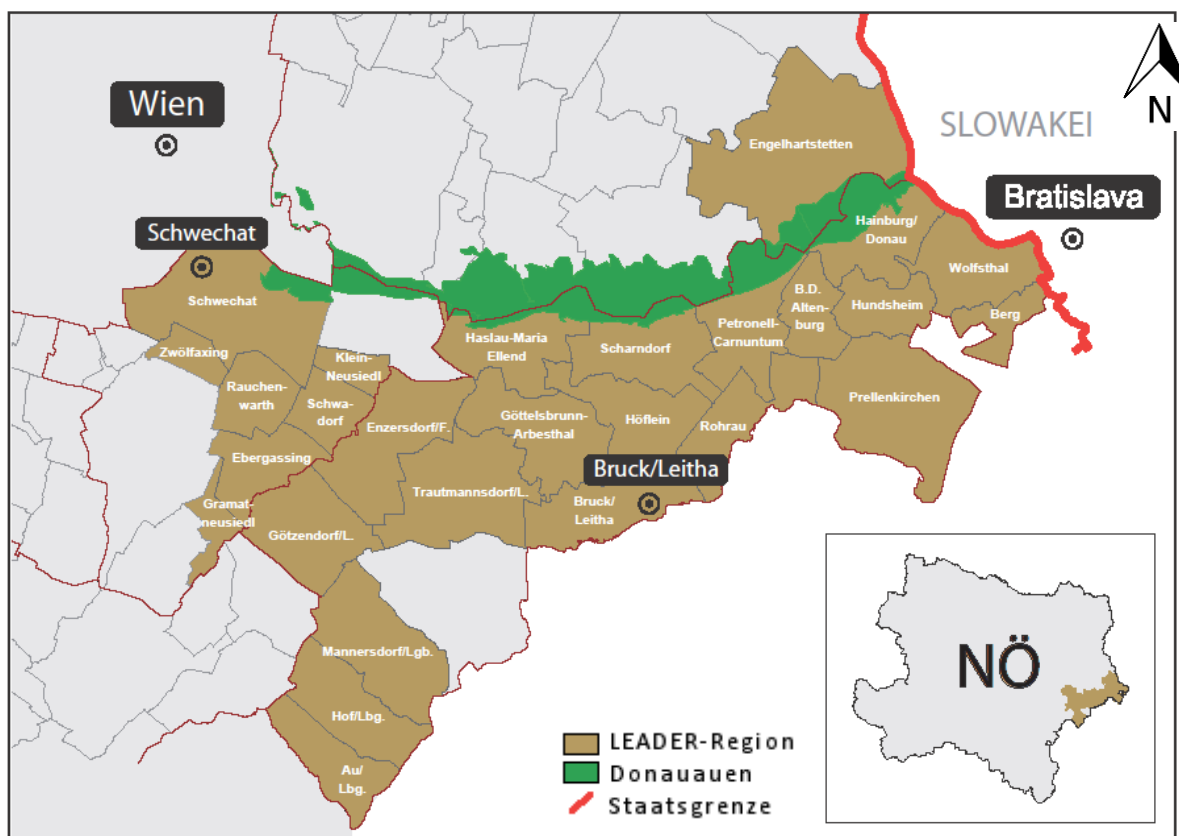 Wien
SLOWAKEI
N
Engelhartstetten
Bratislava
Schwechat
Hainburg/
Donau
Wolfsthal
Schwechat
B.D.
Alten-
burg
Hundsheim
Berg
Zwölfaxing
Klein-
Neusiedl
Haslau-Maria
Ellend
Scharndorf
Petronell-
Carnuntum
Rauchen-
warth
Schwa-
dorf
Enzersdorf/F.
Göttelsbrunn-
Arbesthal
Höflein
Rohrau
Prellenkirchen
Ebergassing
Bruck/Leitha
Gramat-
neusiedl
Götzendorf/L.
Trautmannsdorf/L.
Bruck/
Leitha
Mannersdorf/Lgb.
Hof/Lbg.
Au/
Lbg.
NÖ
LEADER-Region
Donauauen
Staatsgrenze